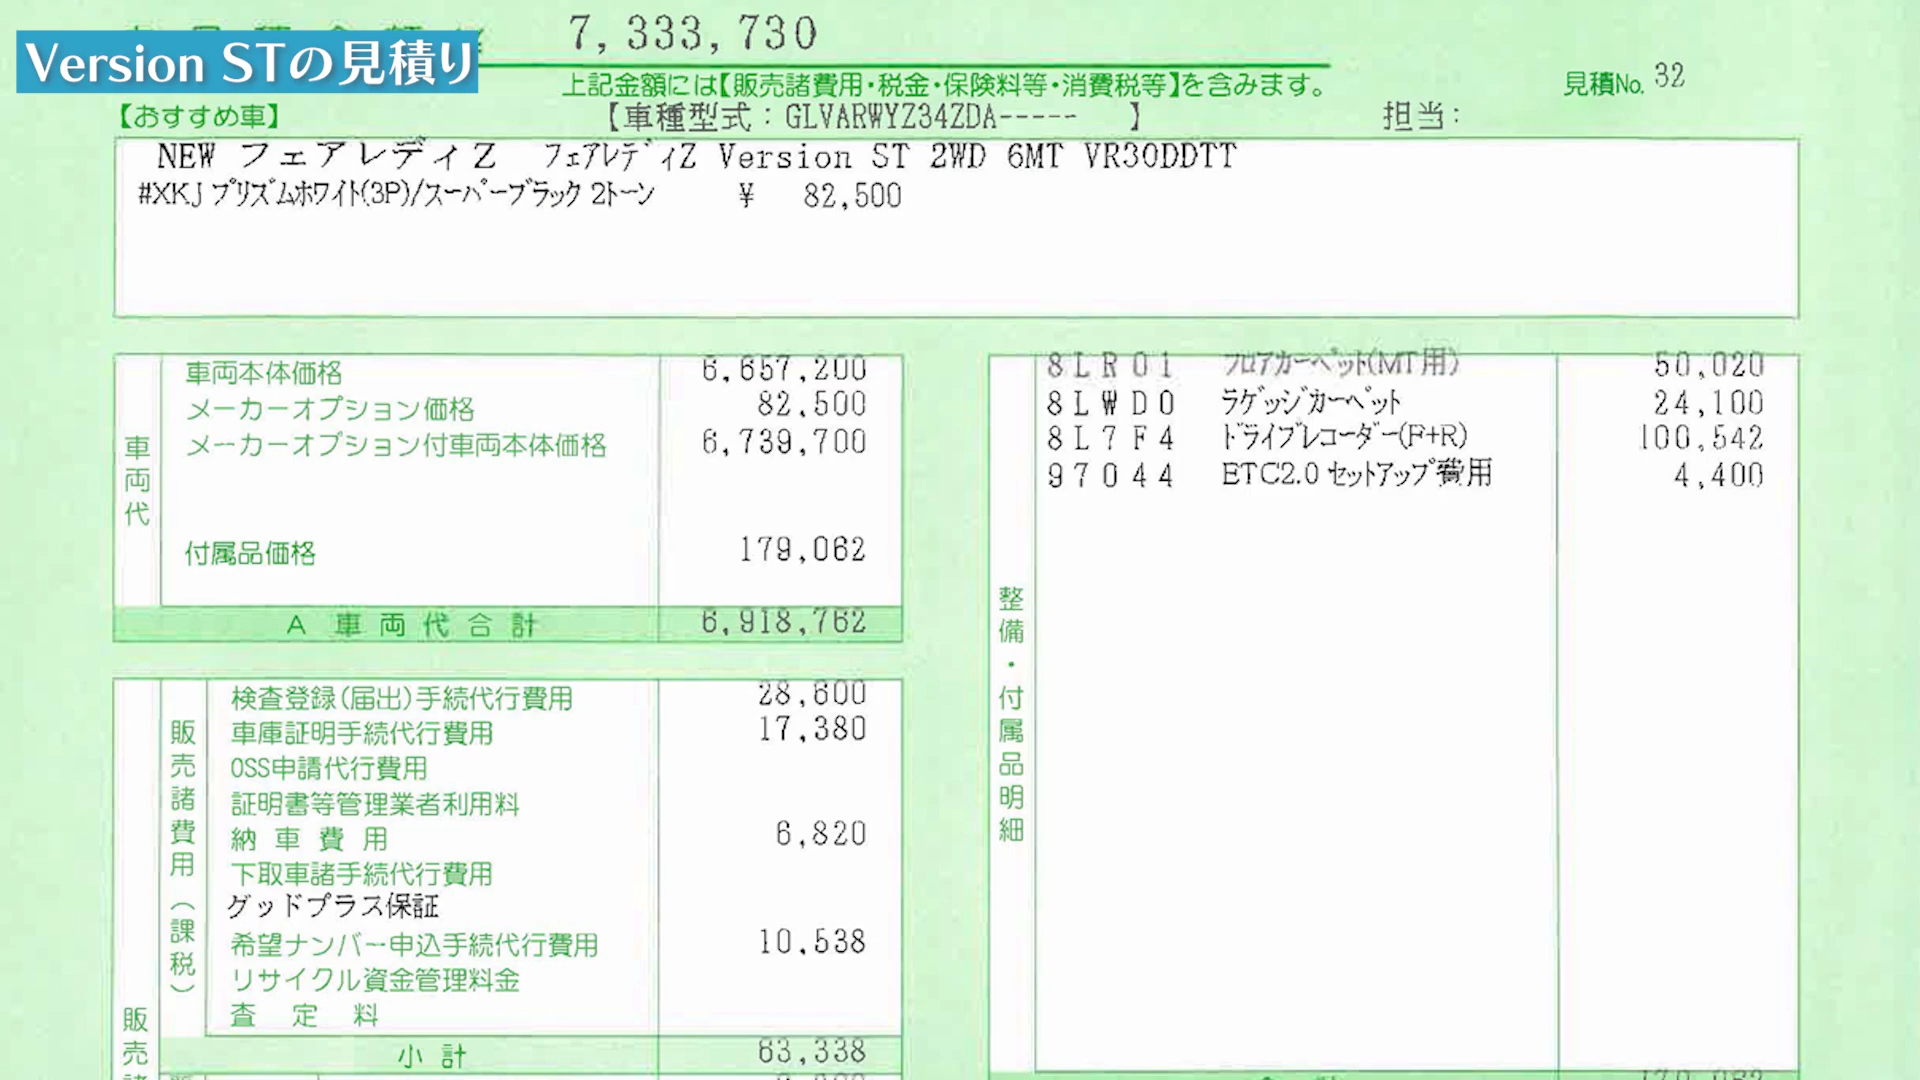 Version STの見積り
7,333,730
上記金額には【販売諸費用・税金・保険料等・消費税等】を含みます。
見積No. 32
【おすすめ車】
【車種型式：GLVARWYZ34ZDA----- 】
担当：
NEW フェアレディZ ﾌｪｱﾚﾃﾞｨZ Version ST 2WD 6MT VR30DDTT
#XKJ ﾌﾟﾘｽﾞﾑﾎﾜｲﾄ(3P)/ｽｰﾊﾟｰﾌﾞﾗｯｸ 2ﾄｰﾝ ¥ 82,500
車両代
車両本体価格 6,657,200
メーカーオプション価格 82,500
メーカーオプション付車両本体価格 6,739,700
付属品価格 179,062
A 車両代合計 6,918,762
販売諸費用（課税）
検査登録(届出)手続代行費用 28,600
車庫証明手続代行費用 17,380
OSS申請代行費用
証明書等管理業者利用料
納車費用 6,820
下取車諸手続代行費用
グッドプラス保証
希望ナンバー申込手続代行費用 10,538
リサイクル資金管理料金
査定料
小計 63,338
販売
整備・付属品明細
8LR01 ﾌﾛｱｶｰﾍﾟｯﾄ(MT用) 50,020
8LWD0 ﾗｹﾞｯｼﾞｶｰﾍﾟｯﾄ 24,100
8L7F4 ﾄﾞﾗｲﾌﾞﾚｺｰﾀﾞｰ(F+R) 100,542
97044 ETC2.0 ｾｯﾄｱｯﾌﾟ費用 4,400